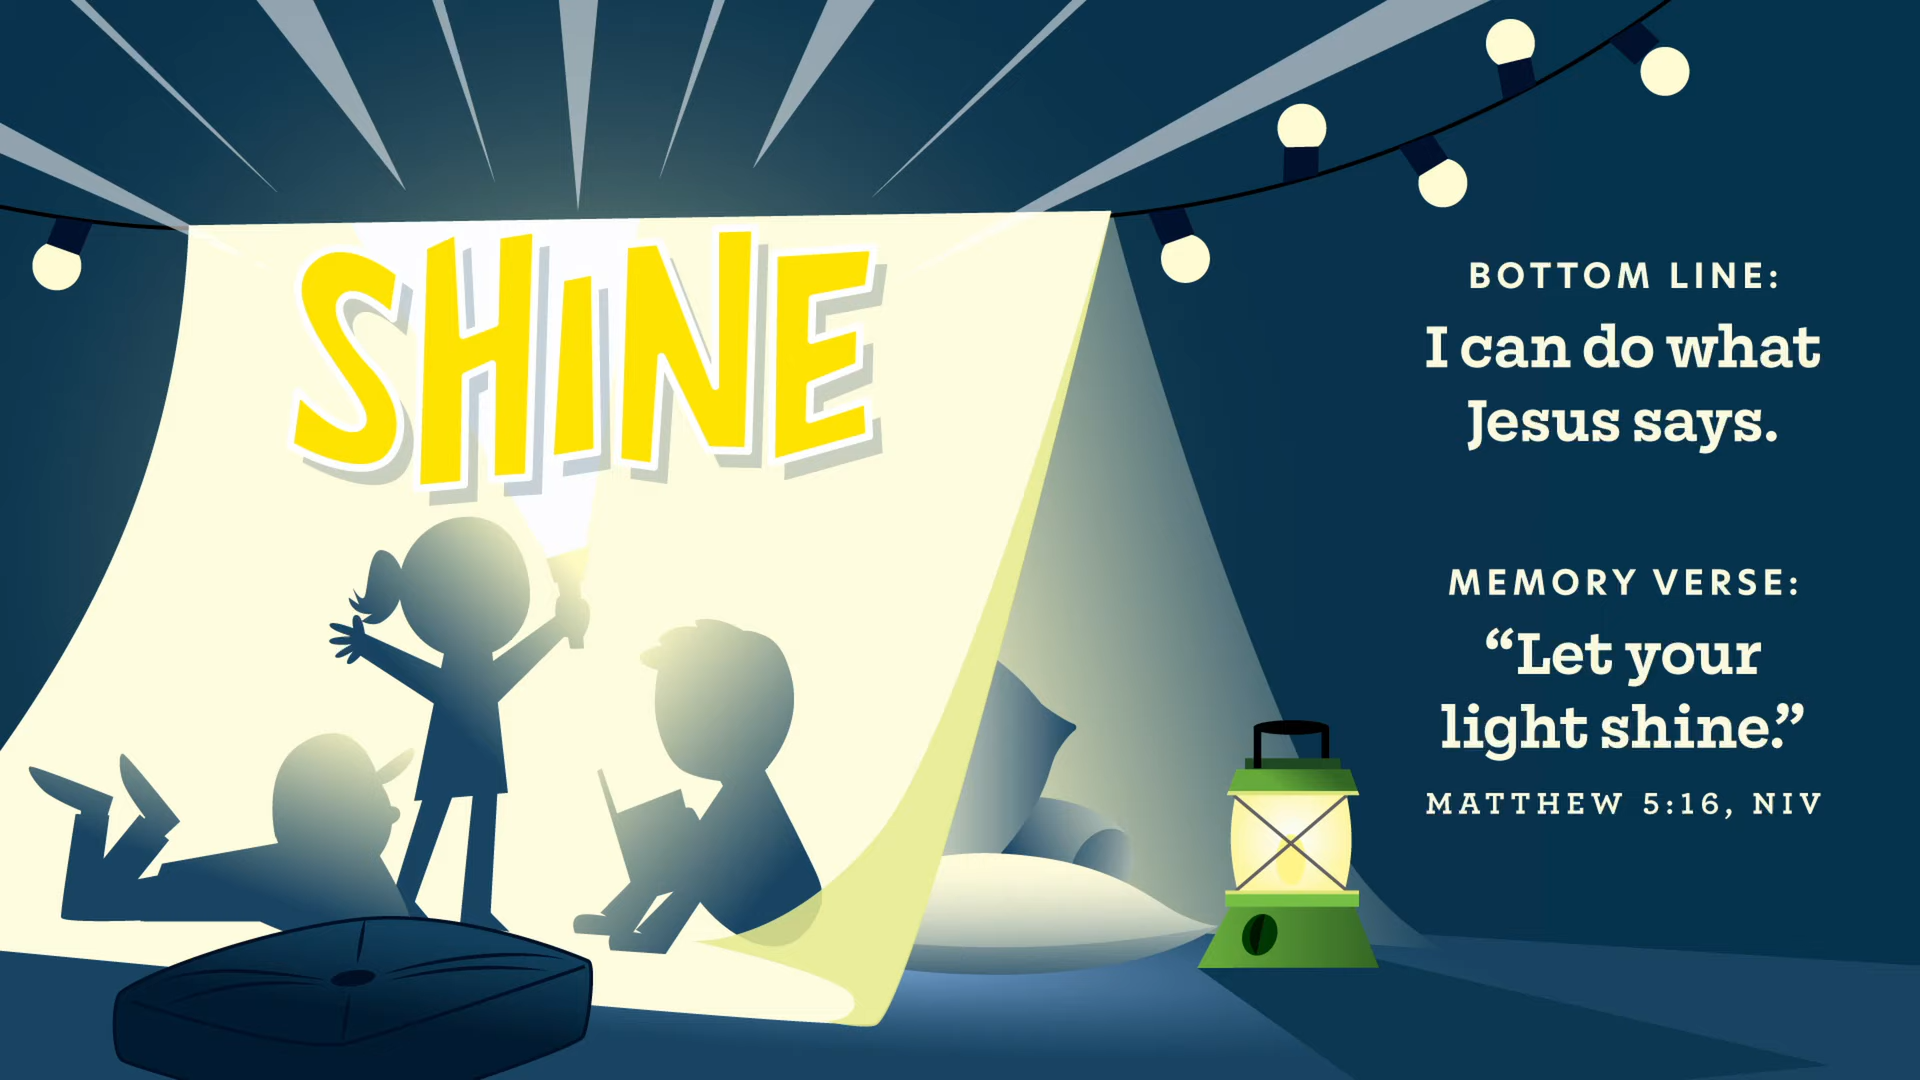 SHINE
BOTTOM LINE:
I can do what
Jesus says.
MEMORY VERSE:
“Let your
light shine.”
MATTHEW 5:16, NIV